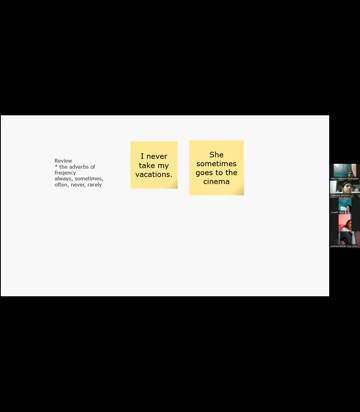 Review
* the adverbs of
freqency
always, sometimes,
often, never, rarely
I never
take my
vacations.
She
sometimes
goes to the
cinema